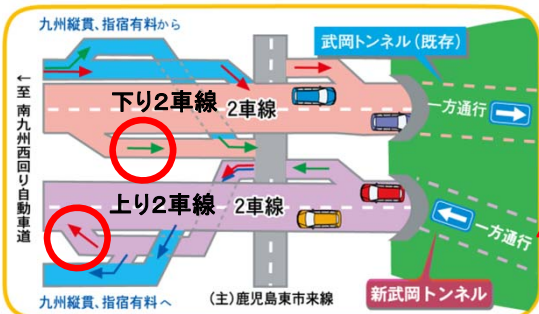 九州縦貫、指宿有料から
武岡トンネル(既存)
←至 南九州西回り自動車道
下り2車線
2車線
一方通行
上り2車線
2車線
一方通行
九州縦貫、指宿有料へ
(主)鹿児島東市来線
新武岡トンネル